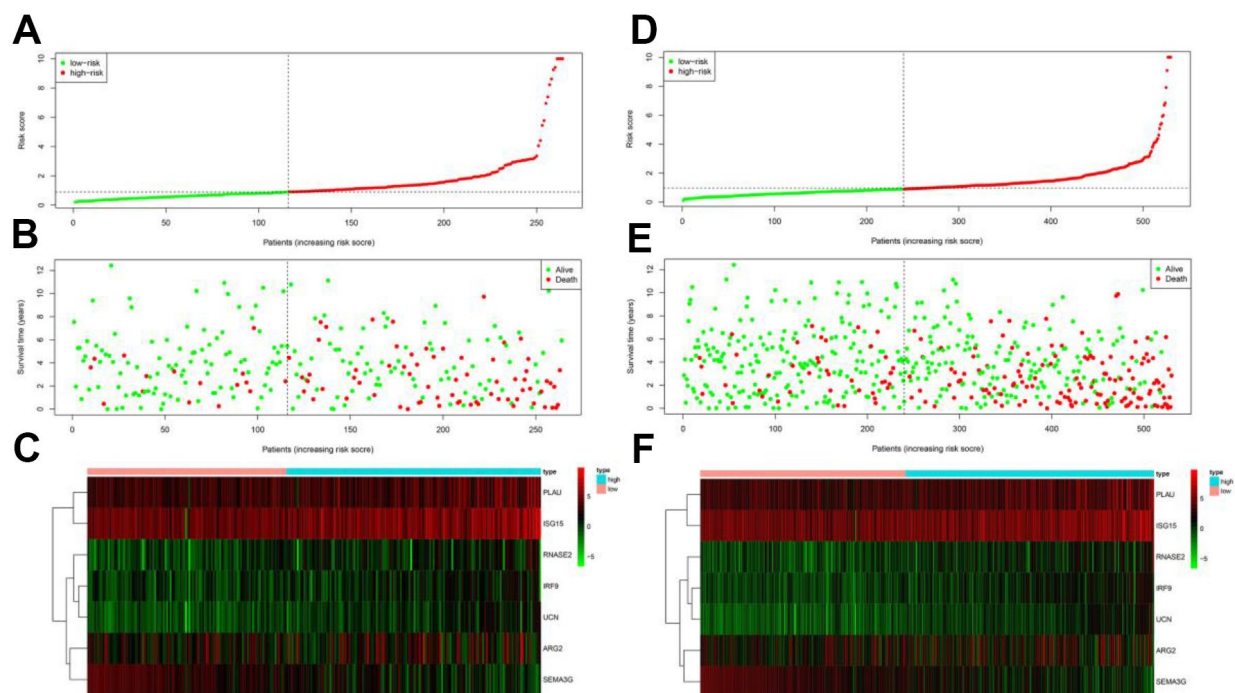 A
low-risk
high-risk
Risk score
10
8
6
4
2
0
0 50 100 150 200 250
Patients (increasing risk socre)
B
Alive
Death
Survival time (years)
12
10
8
6
4
2
0
0 50 100 150 200 250
Patients (increasing risk socre)
C
type
PLAU
ISG15
RNASE2
IRF9
UCN
ARG2
SEMA3G
5
0
-5
type
high
low
D
low-risk
high-risk
Risk score
10
8
6
4
2
0
0 100 200 300 400 500
Patients (increasing risk socre)
E
Alive
Death
Survival time (years)
12
10
8
6
4
2
0
0 100 200 300 400 500
Patients (increasing risk socre)
F
type
PLAU
ISG15
RNASE2
IRF9
UCN
ARG2
SEMA3G
5
0
-5
type
high
low